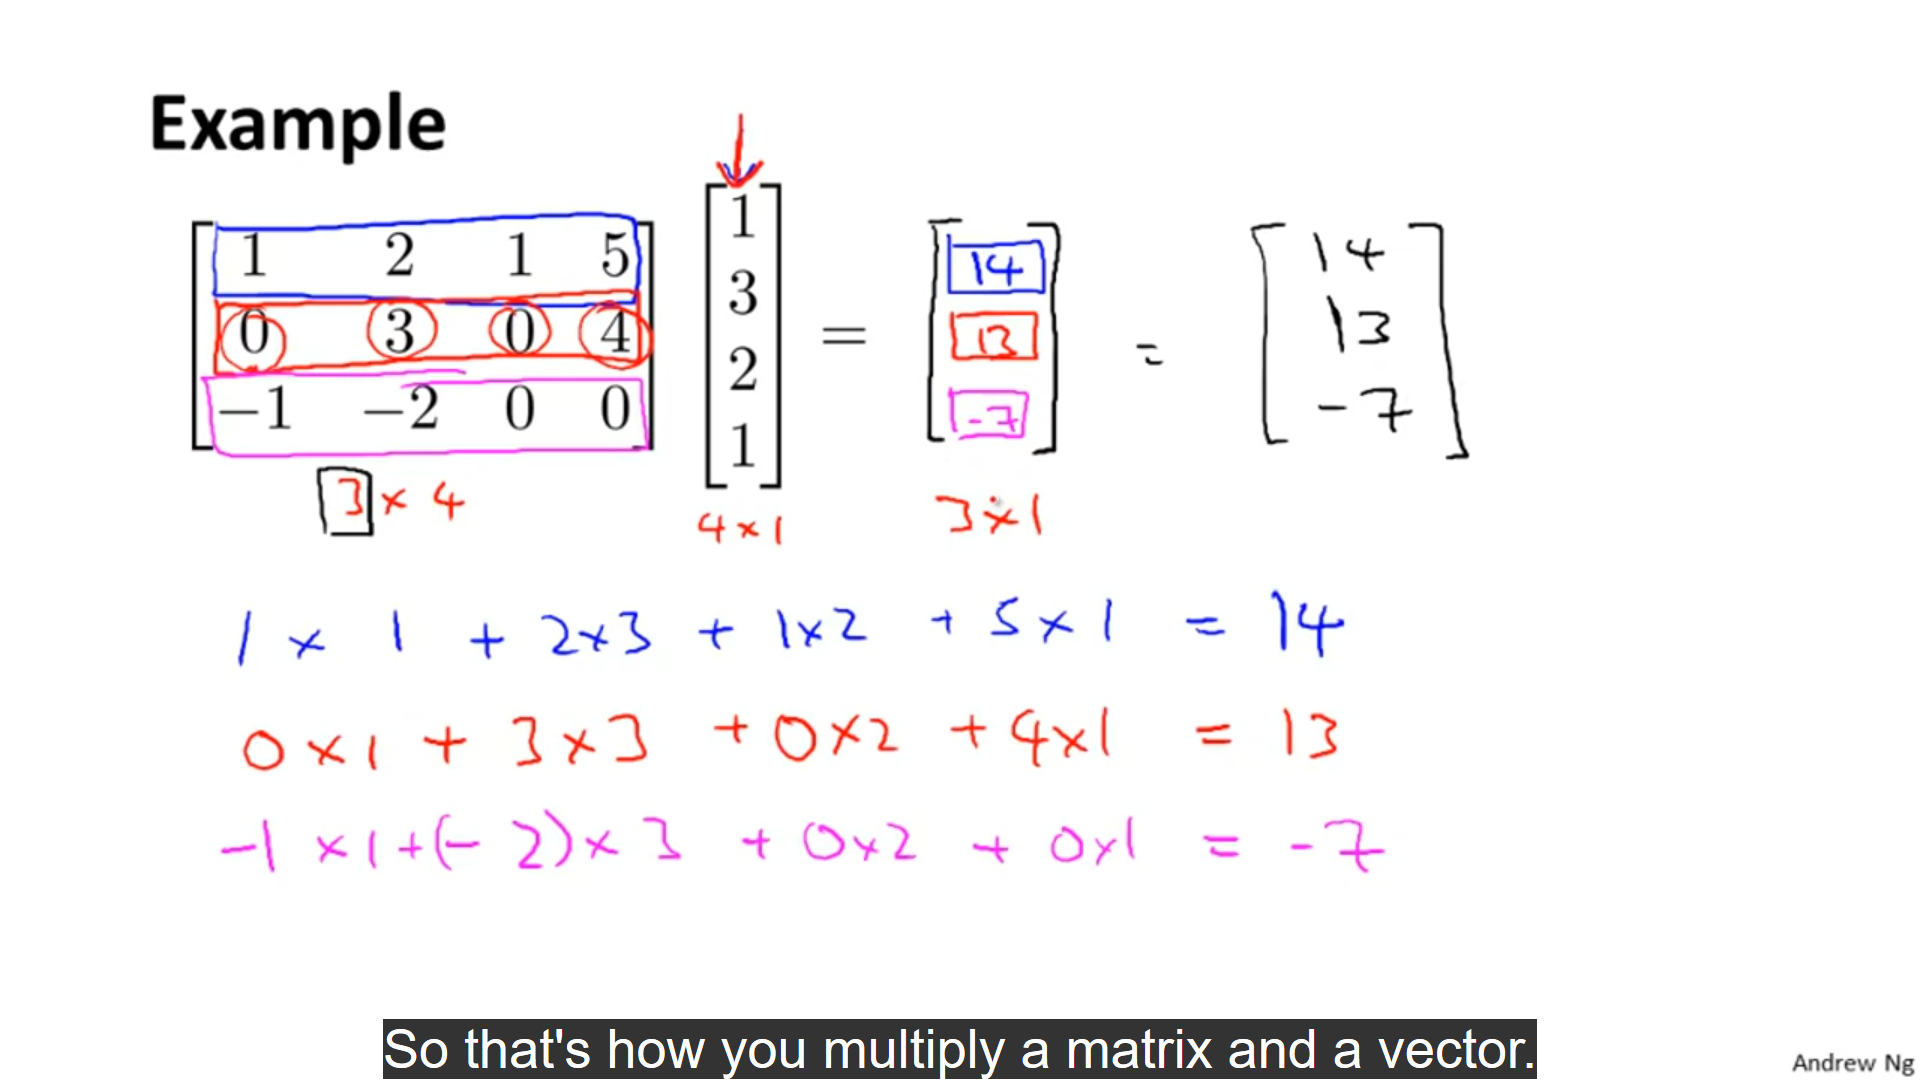 Example
[1 2 1 5] [1] [14] [14]
[0 3 0 4] [3] = [13] = [13]
[−1 −2 0 0] [2] [-7] [-7]
[1]
3 × 4 4 × 1 3 × 1
1 × 1 + 2 × 3 + 1 × 2 + 5 × 1 = 14
0 × 1 + 3 × 3 + 0 × 2 + 4 × 1 = 13
-1 × 1 + (- 2) × 3 + 0 × 2 + 0 × 1 = -7
So that's how you multiply a matrix and a vector.
Andrew Ng